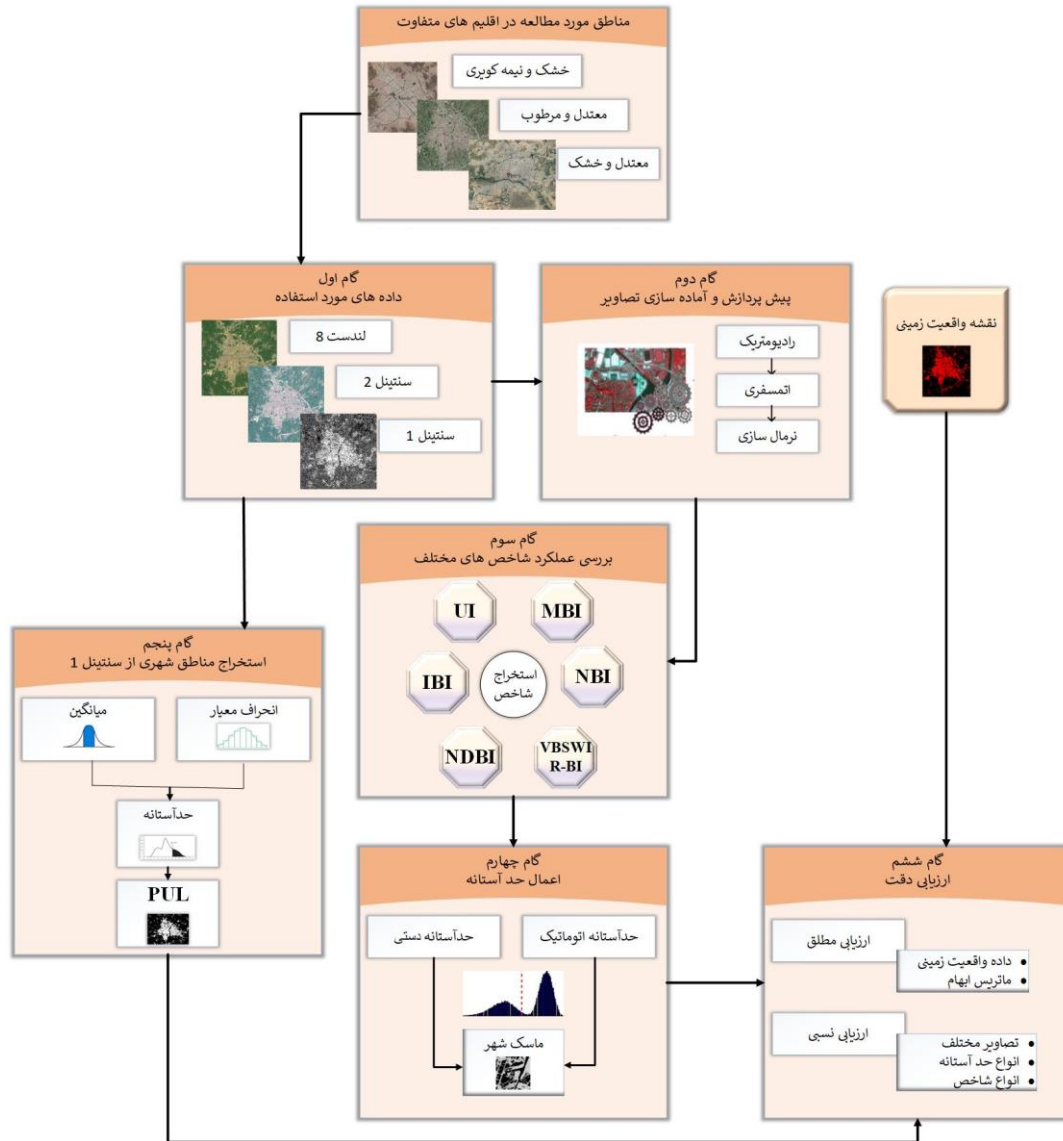 مناطق مورد مطالعه در اقلیم های متفاوت
خشک و نیمه کویری
معتدل و مرطوب
معتدل و خشک
گام اول
داده های مورد استفاده
لندست 8
سنتینل 2
سنتینل 1
گام دوم
پیش پردازش و آماده سازی تصاویر
رادیومتریک
اتمسفری
نرمال سازی
نقشه واقعیت زمینی
گام سوم
بررسی عملکرد شاخص های مختلف
UI
MBI
IBI
استخراج
شاخص
NBI
NDBI
VBSWI
R-BI
گام چهارم
اعمال حد آستانه
حدآستانه اتوماتیک
حدآستانه دستی
ماسک شهر
گام پنجم
استخراج مناطق شهری از سنتینل 1
انحراف معیار
میانگین
حدآستانه
PUL
گام ششم
ارزیابی دقت
ارزیابی مطلق
• داده واقعیت زمینی
• ماتریس ابهام
ارزیابی نسبی
• تصاویر مختلف
• انواع حد آستانه
• انواع شاخص